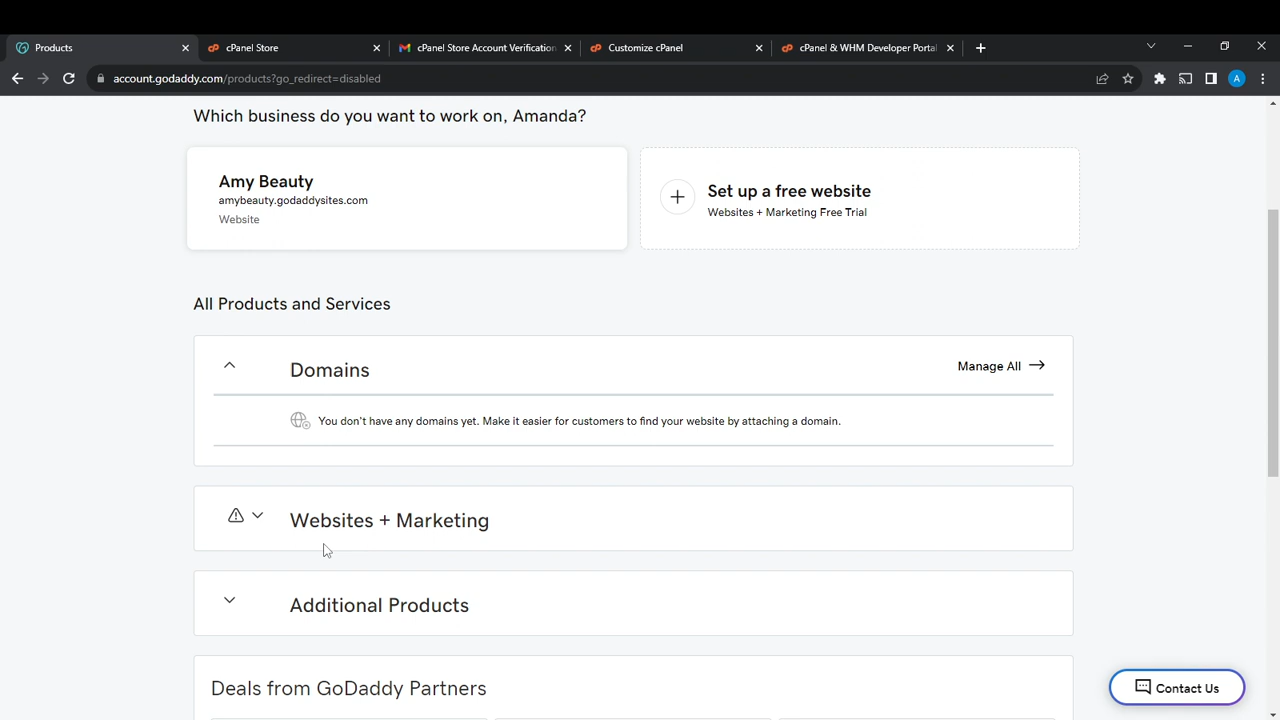 Products
cPanel Store
cPanel Store Account Verification
Customize cPanel
cPanel & WHM Developer Portal
account.godaddy.com/products?go_redirect=disabled
A
Which business do you want to work on, Amanda?
Amy Beauty
amybeauty.godaddysites.com
Website
Set up a free website
Websites + Marketing Free Trial
All Products and Services
Domains
Manage All
You don't have any domains yet. Make it easier for customers to find your website by attaching a domain.
Websites + Marketing
Additional Products
Deals from GoDaddy Partners
Contact Us